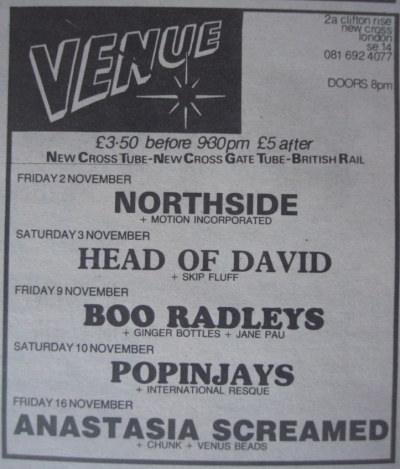 VENUE
2a clifton rise
new cross
london
se 14
081 692 4077
DOORS 8pm
£3·50 before 9·30pm £5 after
NEW CROSS TUBE-NEW CROSS GATE TUBE-BRITISH RAIL
FRIDAY 2 NOVEMBER
NORTHSIDE
+ MOTION INCORPORATED
SATURDAY 3 NOVEMBER
HEAD OF DAVID
+ SKIP FLUFF
FRIDAY 9 NOVEMBER
BOO RADLEYS
+ GINGER BOTTLES + JANE PAU
SATURDAY 10 NOVEMBER
POPINJAYS
+ INTERNATIONAL RESQUE
FRIDAY 16 NOVEMBER
ANASTASIA SCREAMED
+ CHUNK + VENUS BEADS